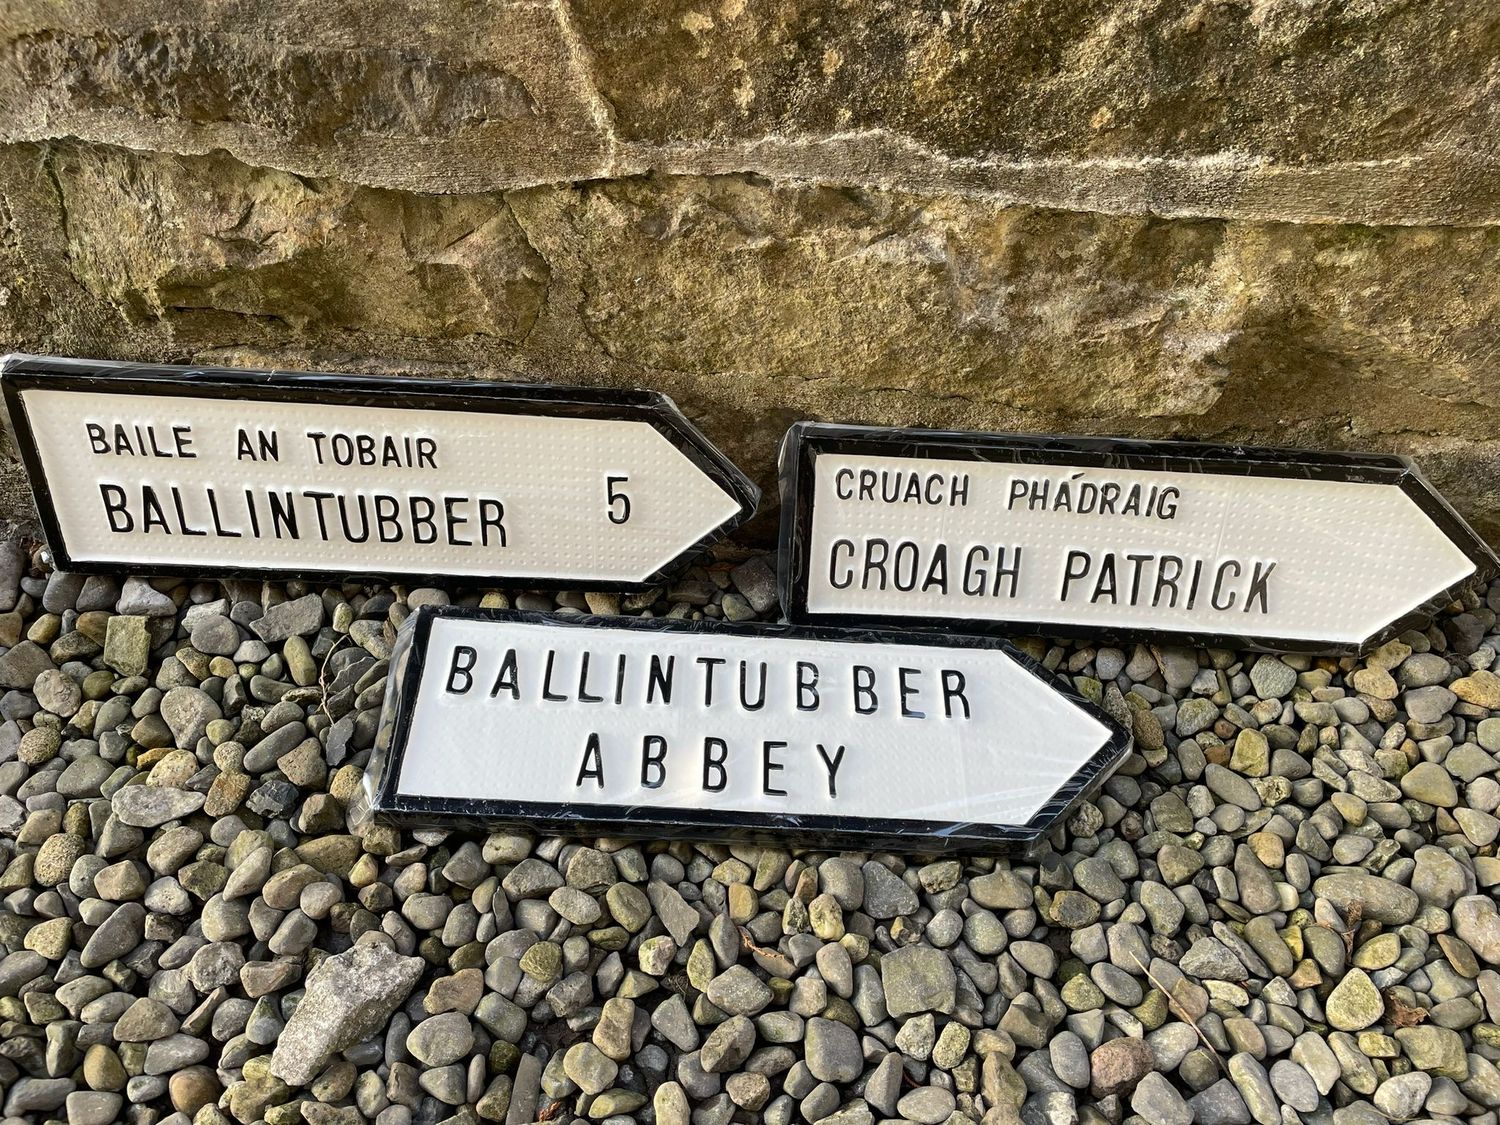 BAILE AN TOBAIR
BALLINTUBBER 5
CRUACH PHÁDRAIG
CROAGH PATRICK
BALLINTUBBER
ABBEY